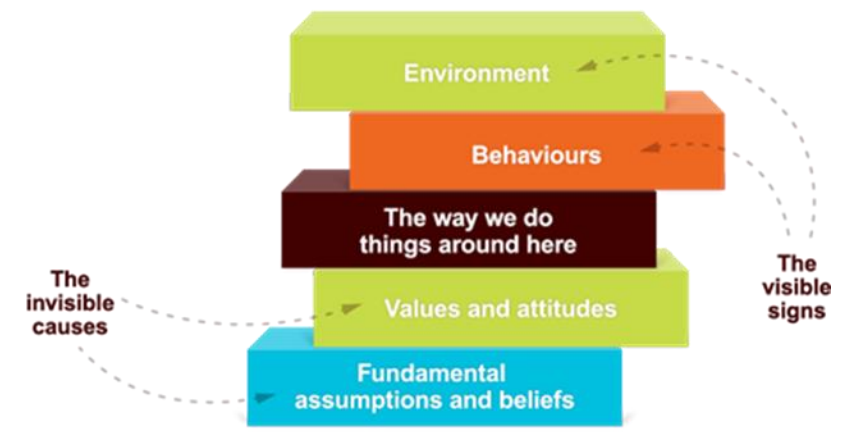 Environment
Behaviours
The way we do
things around here
The
invisible
causes
Values and attitudes
The
visible
signs
Fundamental
assumptions and beliefs